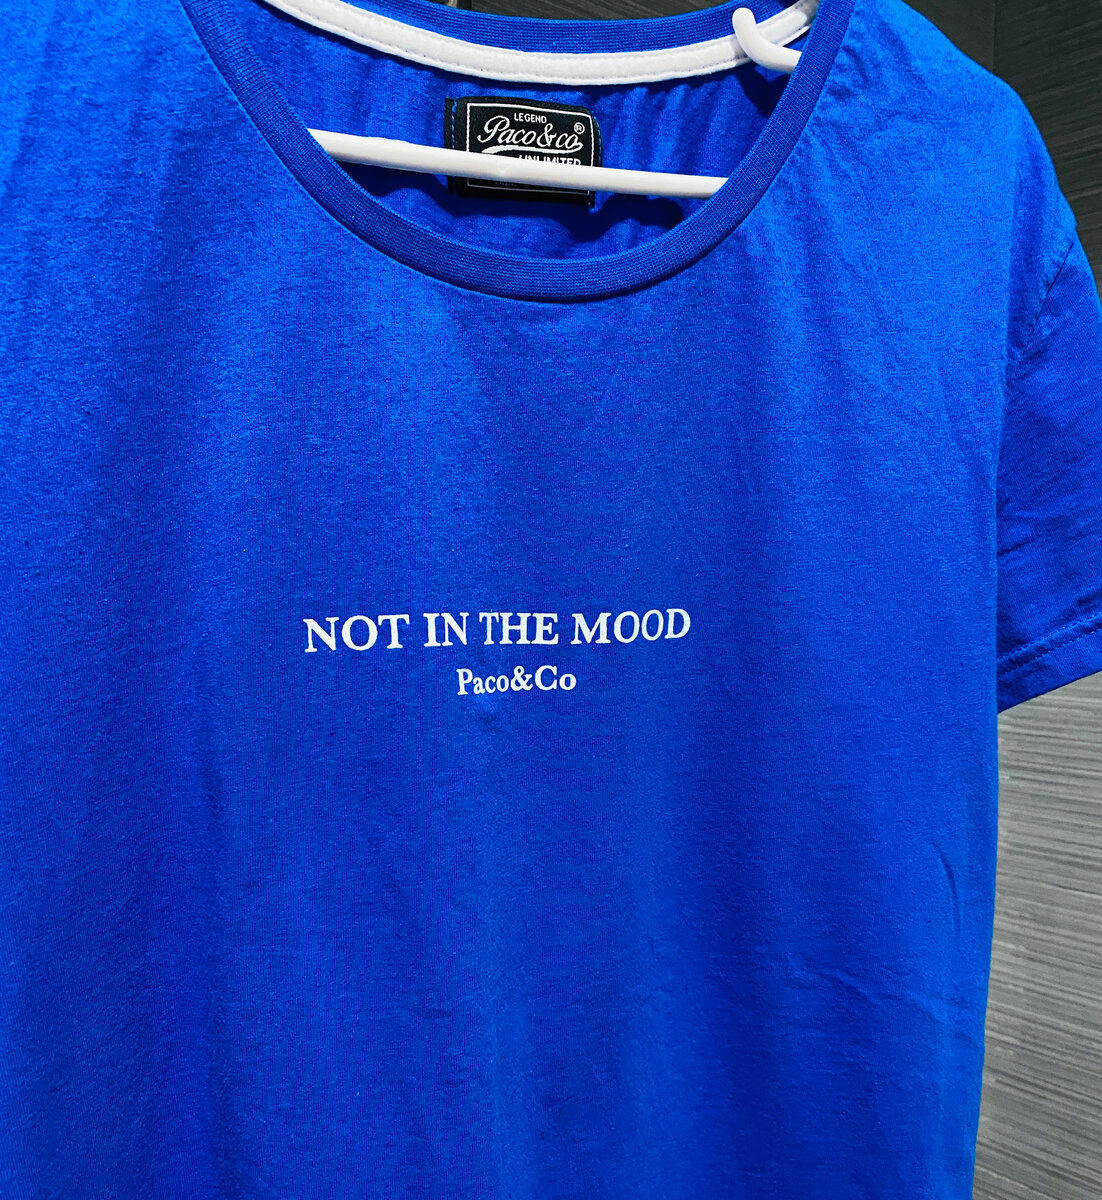 LEGEND
Paco&co®
UNLIMITED
NOT IN THE MOOD
Paco&Co